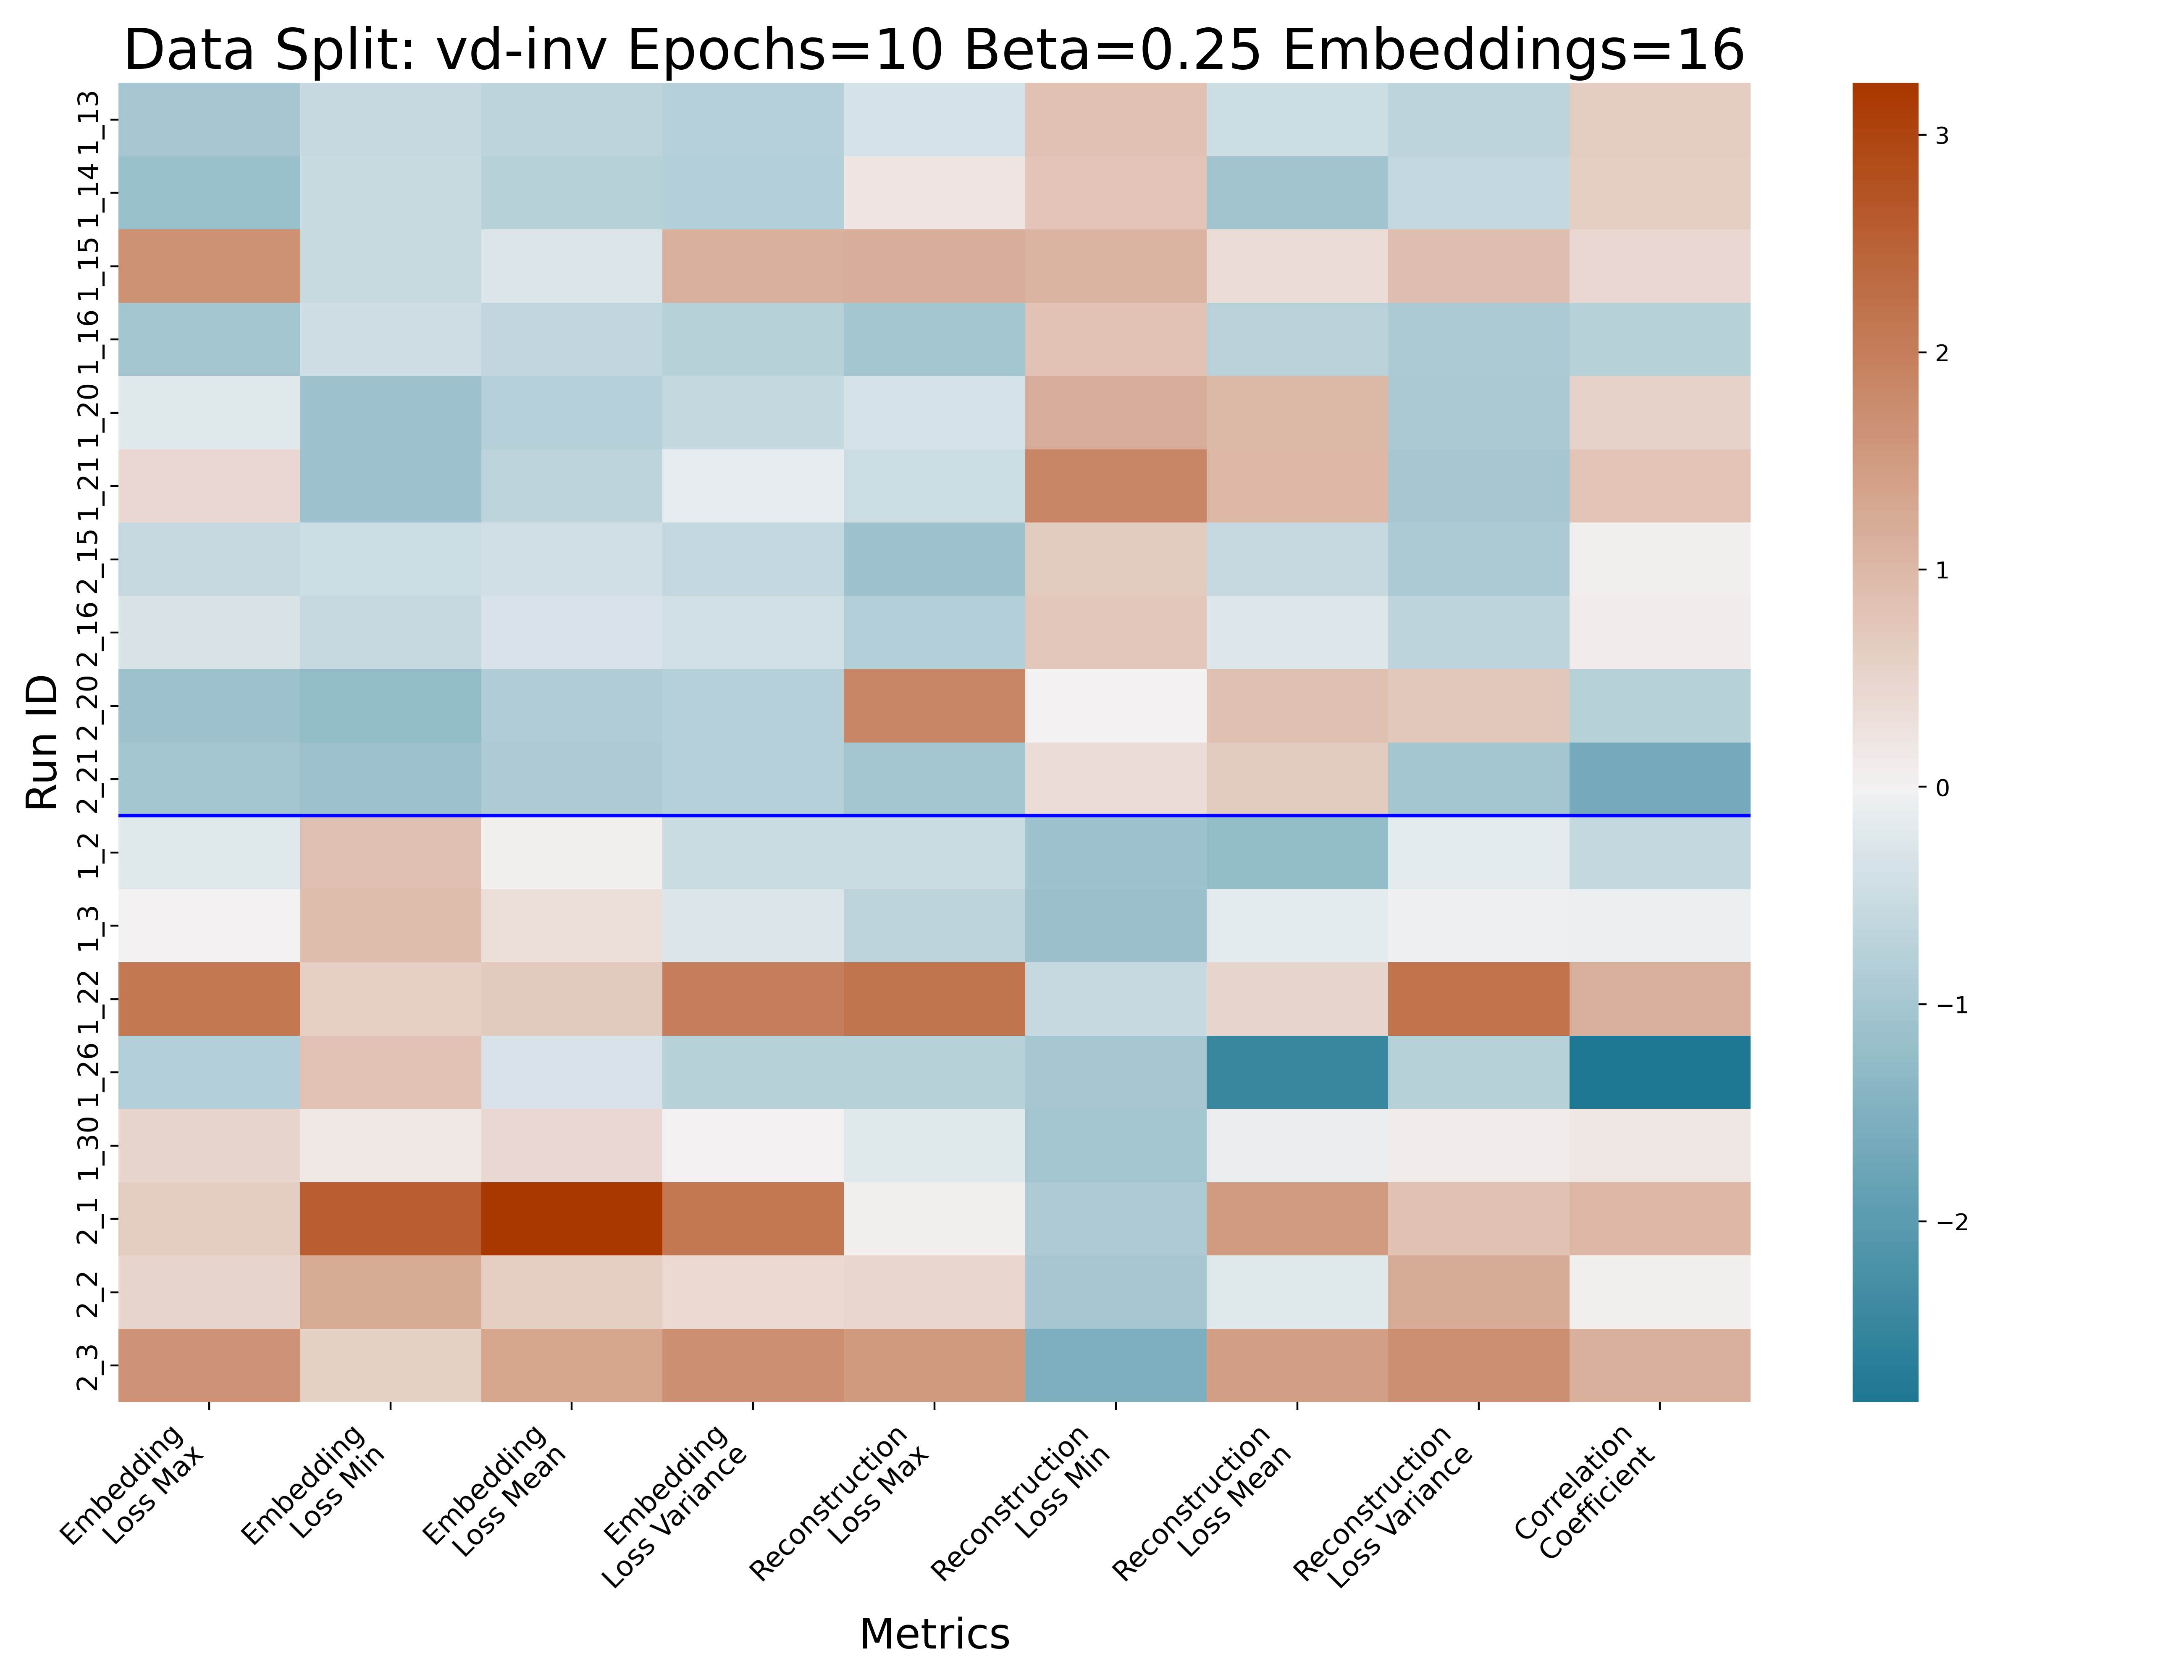 Data Split: vd-inv Epochs=10 Beta=0.25 Embeddings=16
Run ID
1_13
1_14
1_15
1_16
1_20
1_21
2_15
2_16
2_20
2_21
1_2
1_3
1_22
1_26
1_30
2_1
2_2
2_3
Embedding
Loss Max
Embedding
Loss Min
Embedding
Loss Mean
Embedding
Loss Variance
Reconstruction
Loss Max
Reconstruction
Loss Min
Reconstruction
Loss Mean
Reconstruction
Loss Variance
Correlation
Coefficient
Metrics
3
2
1
0
−1
−2